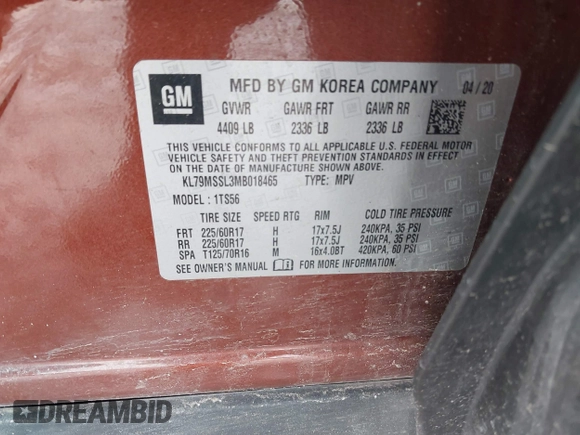 GM
MFD BY GM KOREA COMPANY 04/20
GVWR GAWR FRT GAWR RR
4409 LB 2336 LB 2336 LB
THIS VEHICLE CONFORMS TO ALL APPLICABLE U.S. FEDERAL MOTOR
VEHICLE SAFETY AND THEFT PREVENTION STANDARDS IN EFFECT
ON THE DATE OF MANUFACTURE SHOWN ABOVE.
KL79MSSL3MB018465 TYPE: MPV
MODEL : 1TS56
TIRE SIZE SPEED RTG RIM COLD TIRE PRESSURE
FRT 225/60R17 H 17x7.5J 240KPA, 35 PSI
RR 225/60R17 H 17x7.5J 240KPA, 35 PSI
SPA T125/70R16 M 16x4.0BT 420KPA, 60 PSI
SEE OWNER'S MANUAL FOR MORE INFORMATION.
DREAMBID